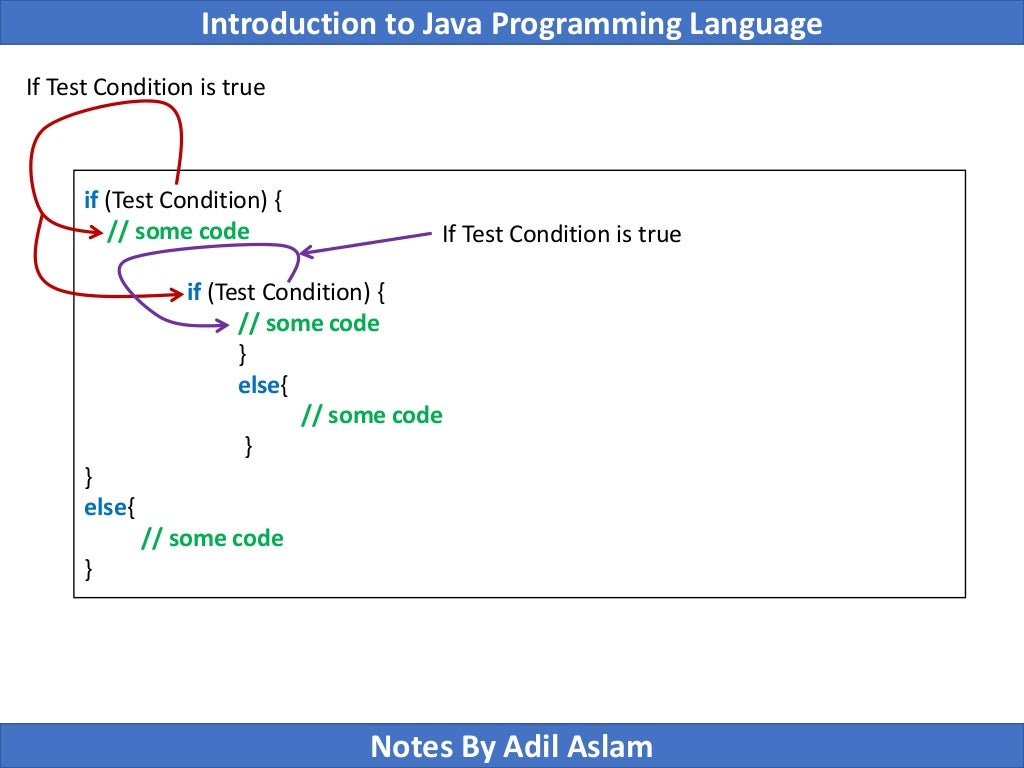 Introduction to Java Programming Language
If Test Condition is true
if (Test Condition) {
// some code
If Test Condition is true
if (Test Condition) {
// some code
}
else{
// some code
}
}
else{
// some code
}
Notes By Adil Aslam